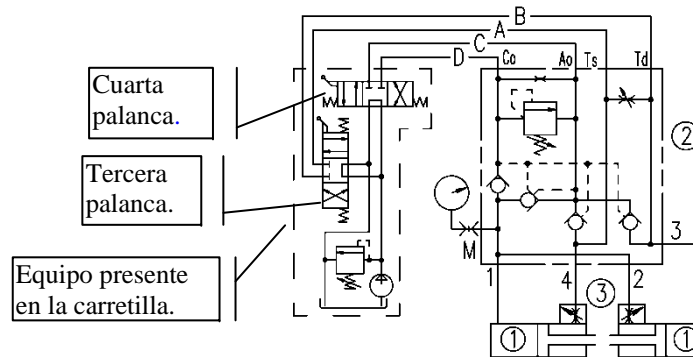 B
A
C
D
Ca
Ao
Ts
Td
Cuarta
palanca.
2
Tercera
palanca.
3
M
1
4
3
2
Equipo presente
en la carretilla.
1
1